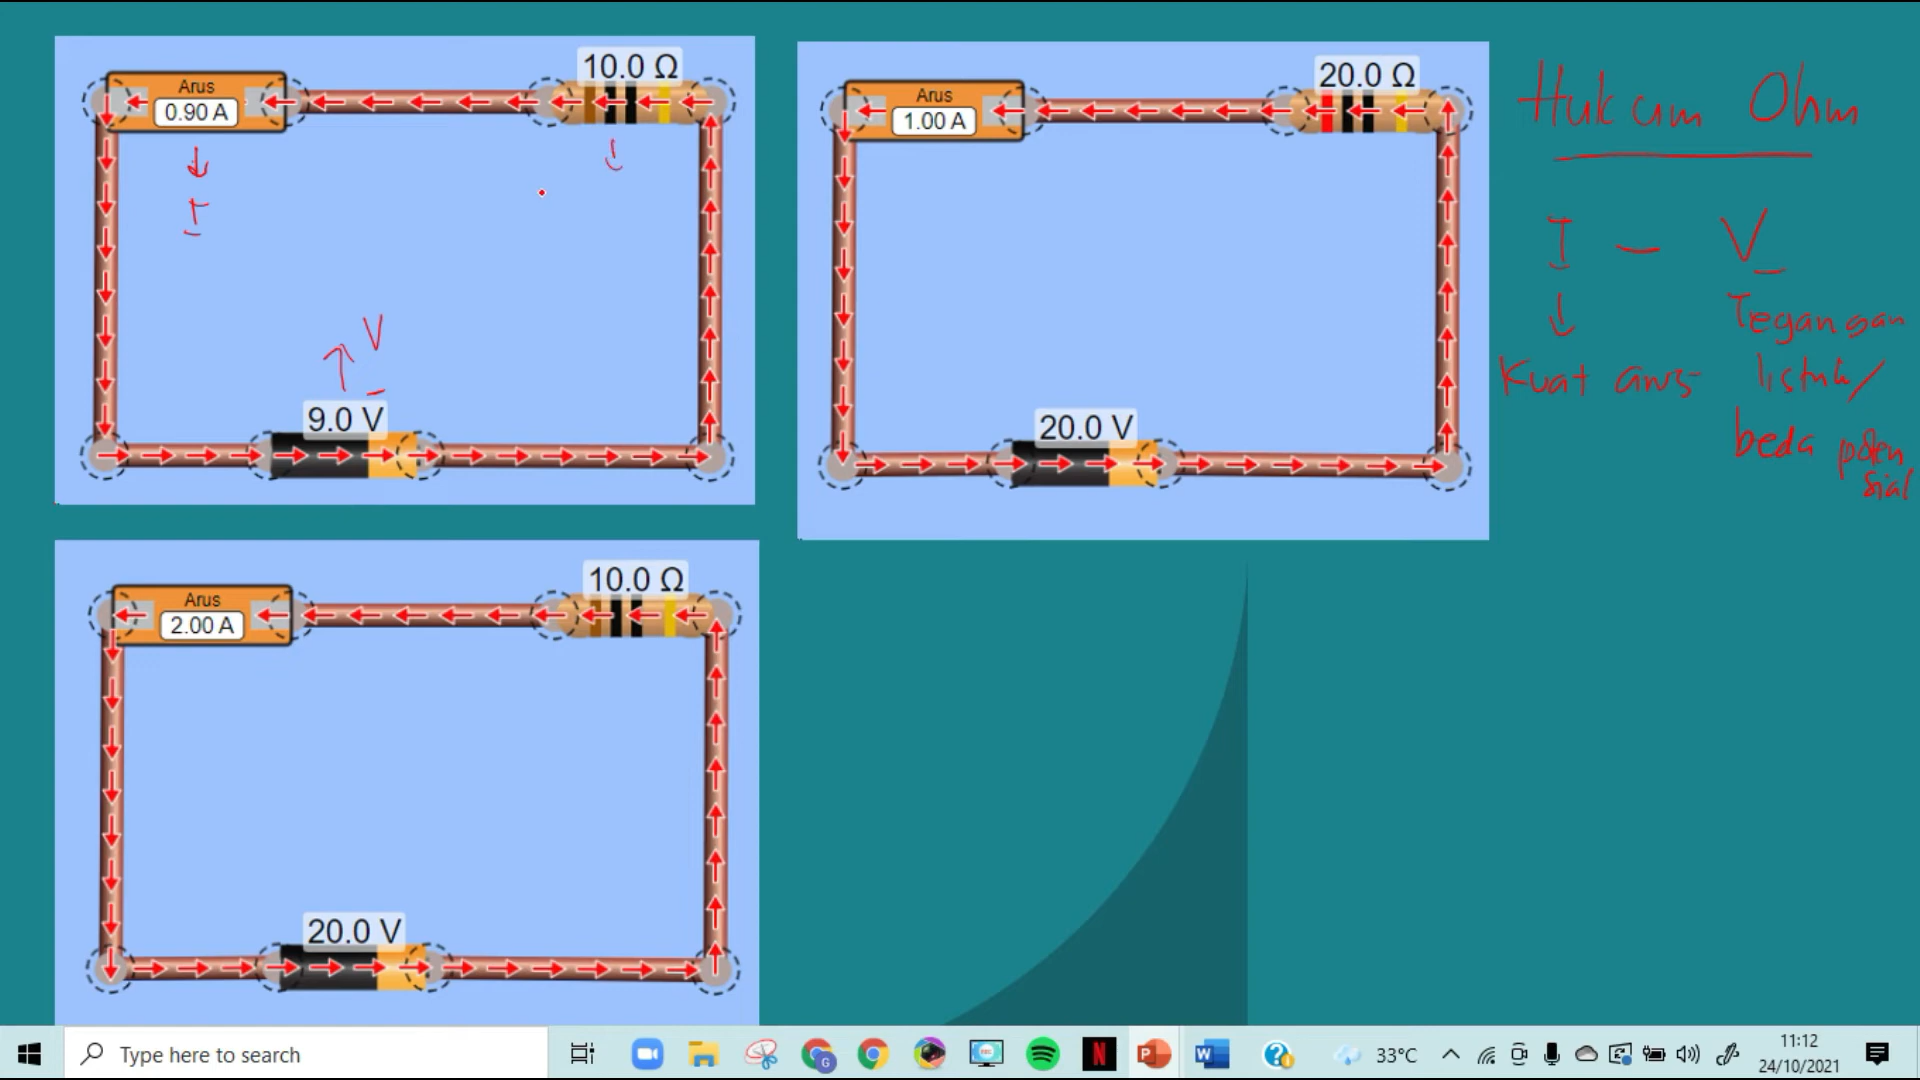 10.0 Ω
Arus
0.90 A
I
V
9.0 V
20.0 Ω
Arus
1.00 A
20.0 V
Hukum Ohm
I - V
Tegangan
Kuat arus listrik/
beda poten
sial
10.0 Ω
Arus
2.00 A
20.0 V
Type here to search
33°C
11:12
24/10/2021